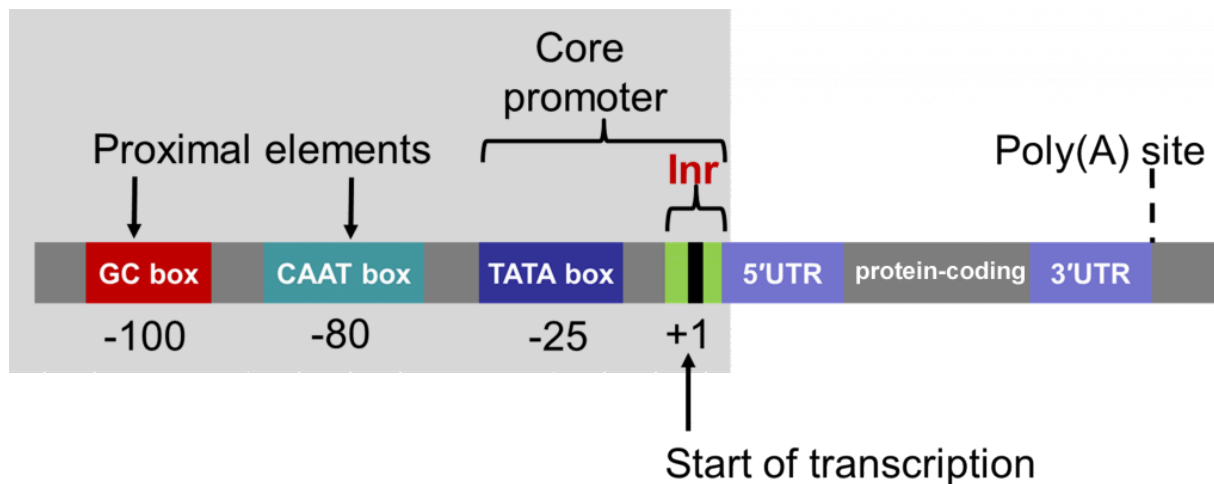 Core
promoter
Proximal elements
Inr
Poly(A) site
GC box
CAAT box
TATA box
5′UTR
protein-coding
3′UTR
-100
-80
-25
+1
Start of transcription